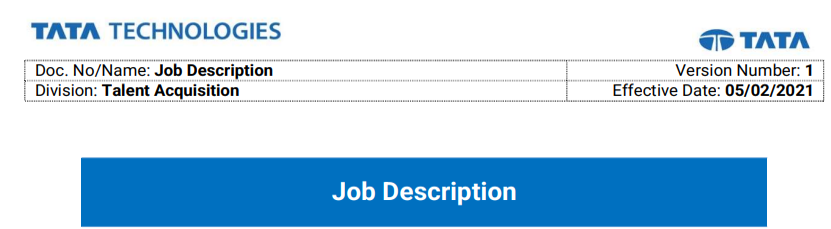 TATA TECHNOLOGIES
TATA
Doc. No/Name: Job Description
Version Number: 1
Division: Talent Acquisition
Effective Date: 05/02/2021
Job Description